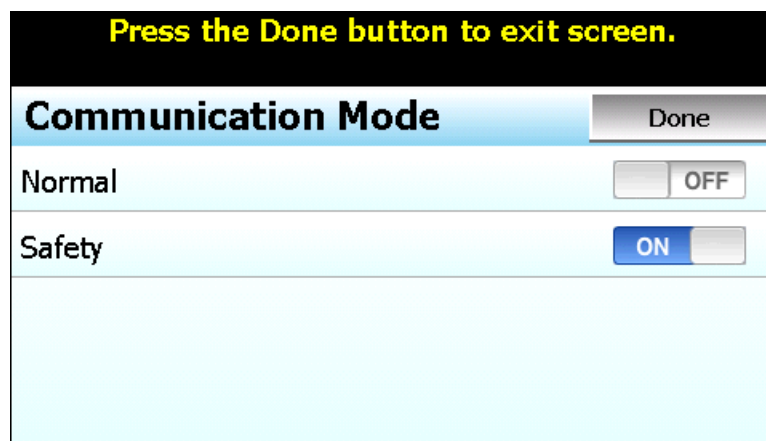 Press the Done button to exit screen.
Communication Mode Done
Normal OFF
Safety ON